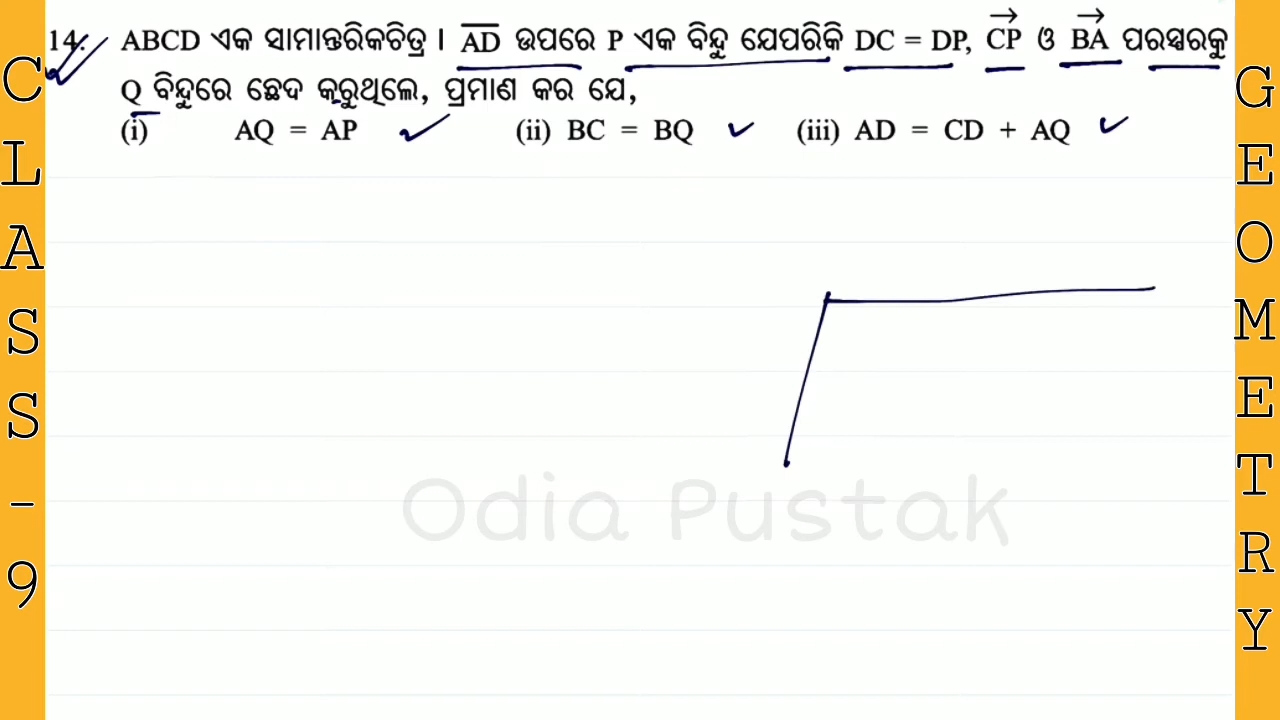 14. ABCD ଏକ ସାମାନ୍ତରିକଚିତ୍ର । AD ଉପରେ P ଏକ ବିନ୍ଦୁ ଯେପରିକି DC = DP, CP ଓ BA ପରସ୍ପରକୁ
Q ବିନ୍ଦୁରେ ଛେଦ କରୁଥିଲେ, ପ୍ରମାଣ କର ଯେ,
(i) AQ = AP (ii) BC = BQ (iii) AD = CD + AQ
Odia Pustak
CLASS-9
GEOMETRY